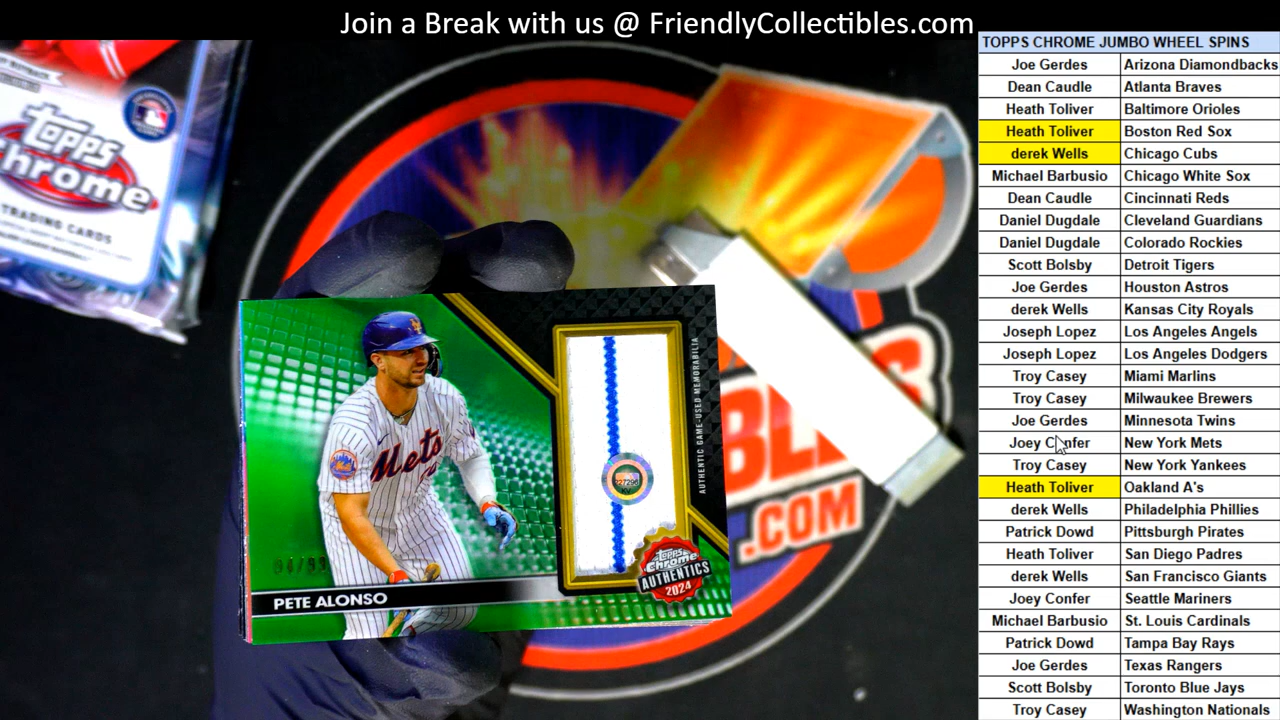 Join a Break with us @ FriendlyCollectibles.com
TOPPS CHROME JUMBO WHEEL SPINS
Joe Gerdes Arizona Diamondbacks
Dean Caudle Atlanta Braves
Heath Toliver Baltimore Orioles
Heath Toliver Boston Red Sox
derek Wells Chicago Cubs
Michael Barbusio Chicago White Sox
Dean Caudle Cincinnati Reds
Daniel Dugdale Cleveland Guardians
Daniel Dugdale Colorado Rockies
Scott Bolsby Detroit Tigers
Joe Gerdes Houston Astros
derek Wells Kansas City Royals
Joseph Lopez Los Angeles Angels
Joseph Lopez Los Angeles Dodgers
Troy Casey Miami Marlins
Troy Casey Milwaukee Brewers
Joe Gerdes Minnesota Twins
Joey Confer New York Mets
Troy Casey New York Yankees
Heath Toliver Oakland A's
derek Wells Philadelphia Phillies
Patrick Dowd Pittsburgh Pirates
Heath Toliver San Diego Padres
derek Wells San Francisco Giants
Joey Confer Seattle Mariners
Michael Barbusio St. Louis Cardinals
Patrick Dowd Tampa Bay Rays
Joe Gerdes Texas Rangers
Scott Bolsby Toronto Blue Jays
Troy Casey Washington Nationals
Topps
Chrome
TRADING CARDS
Mets
PETE ALONSO
AUTHENTIC GAME-USED MEMORABILIA
Topps
Chrome
AUTHENTICS
2024
.COM